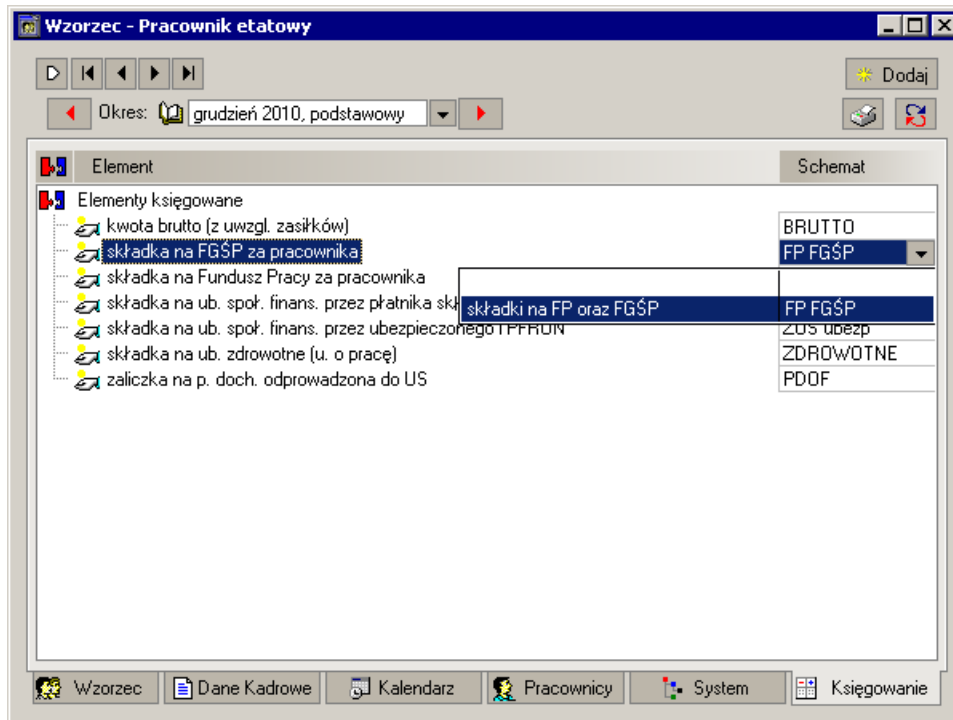 Wzorzec - Pracownik etatowy
Dodaj
Okres: grudzień 2010, podstawowy
Element Schemat
Elementy księgowane
kwota brutto (z uwzgl. zasiłków) BRUTTO
składka na FGŚP za pracownika FP FGŚP
składka na Fundusz Pracy za pracownika
składka na ub. społ. finans. przez płatnika skł
składki na FP oraz FGŚP FP FGŚP
składka na ub. społ. finans. przez ubezpieczonego i PFRON ZUS ubezp
składka na ub. zdrowotne (u. o pracę) ZDROWOTNE
zaliczka na p. doch. odprowadzona do US PDOF
Wzorzec Dane Kadrowe Kalendarz Pracownicy System Księgowanie